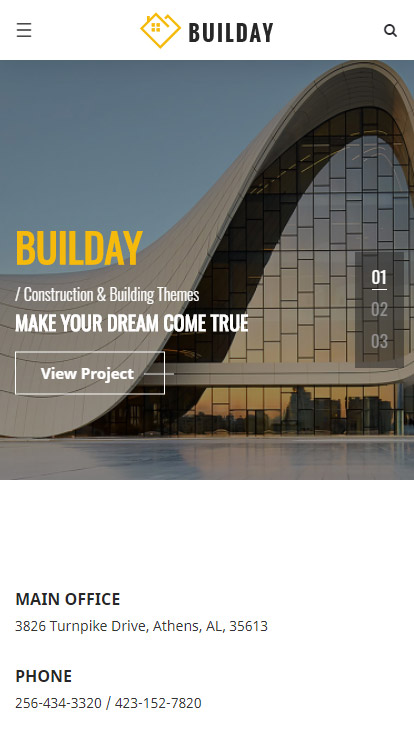 BUILDAY
BUILDAY
/ Construction & Building Themes
MAKE YOUR DREAM COME TRUE
View Project
01
02
03
MAIN OFFICE
3826 Turnpike Drive, Athens, AL, 35613
PHONE
256-434-3320 / 423-152-7820